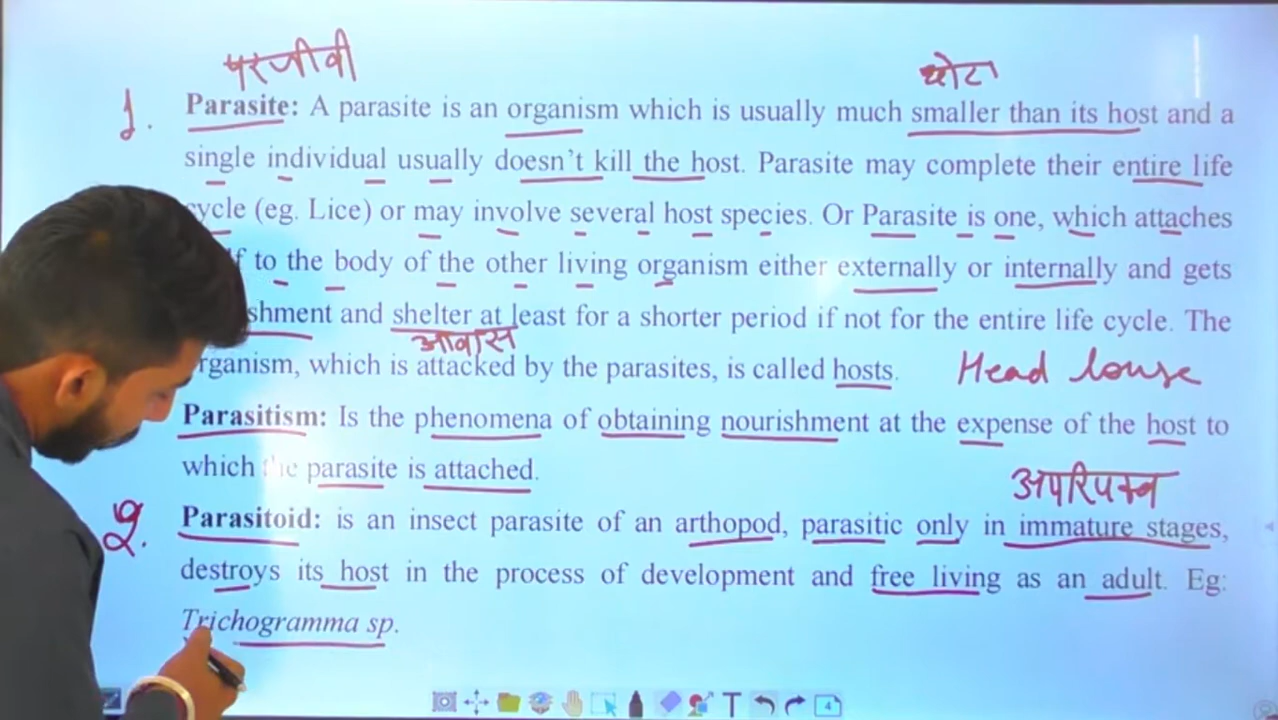 परजीवी
छोटा
1. Parasite: A parasite is an organism which is usually much smaller than its host and a
single individual usually doesn't kill the host. Parasite may complete their entire life
cycle (eg. Lice) or may involve several host species. Or Parasite is one, which attaches
to the body of the other living organism either externally or internally and gets
shment and shelter at least for a shorter period if not for the entire life cycle. The
आवास
rganism, which is attacked by the parasites, is called hosts. Head louse
Parasitism: Is the phenomena of obtaining nourishment at the expense of the host to
which the parasite is attached.
अपरिपक्व
2. Parasitoid: is an insect parasite of an arthopod, parasitic only in immature stages,
destroys its host in the process of development and free living as an adult. Eg:
Trichogramma sp.
T
4